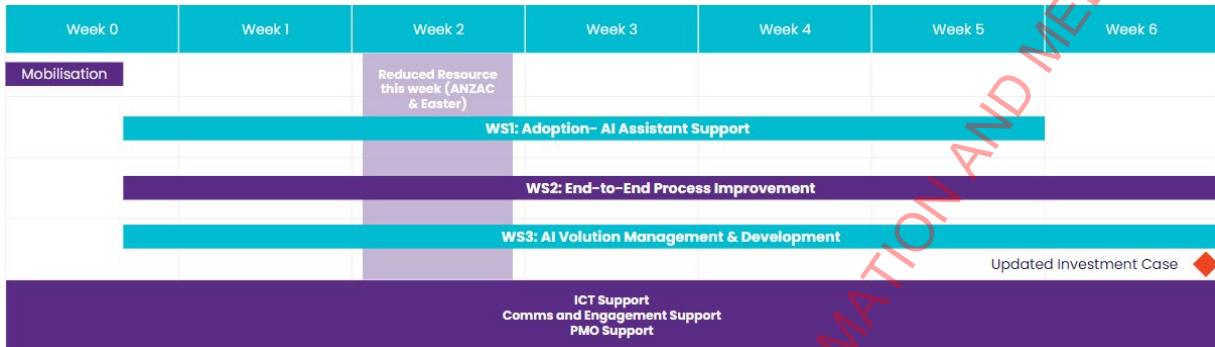 Week 0
Week 1
Week 2
Week 3
Week 4
Week 5
Week 6
Mobilisation
Reduced Resource
this week (ANZAC
& Easter)
WS1: Adoption- AI Assistant Support
WS2: End-to-End Process Improvement
WS3: AI Volution Management & Development
Updated Investment Case
ICT Support
Comms and Engagement Support
PMO Support
AND